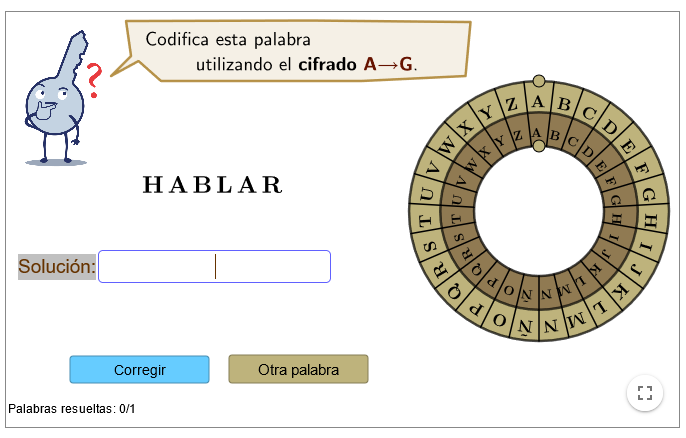 Codifica esta palabra
utilizando el cifrado A→G.
?
HABLAR
Solución:
Corregir
Otra palabra
Palabras resueltas: 0/1
A B C D E F G H I J K L M N Ñ O P Q R S T U V W X Y Z
A B C D E F G H I J K L M N Ñ O P Q R S T U V W X Y Z